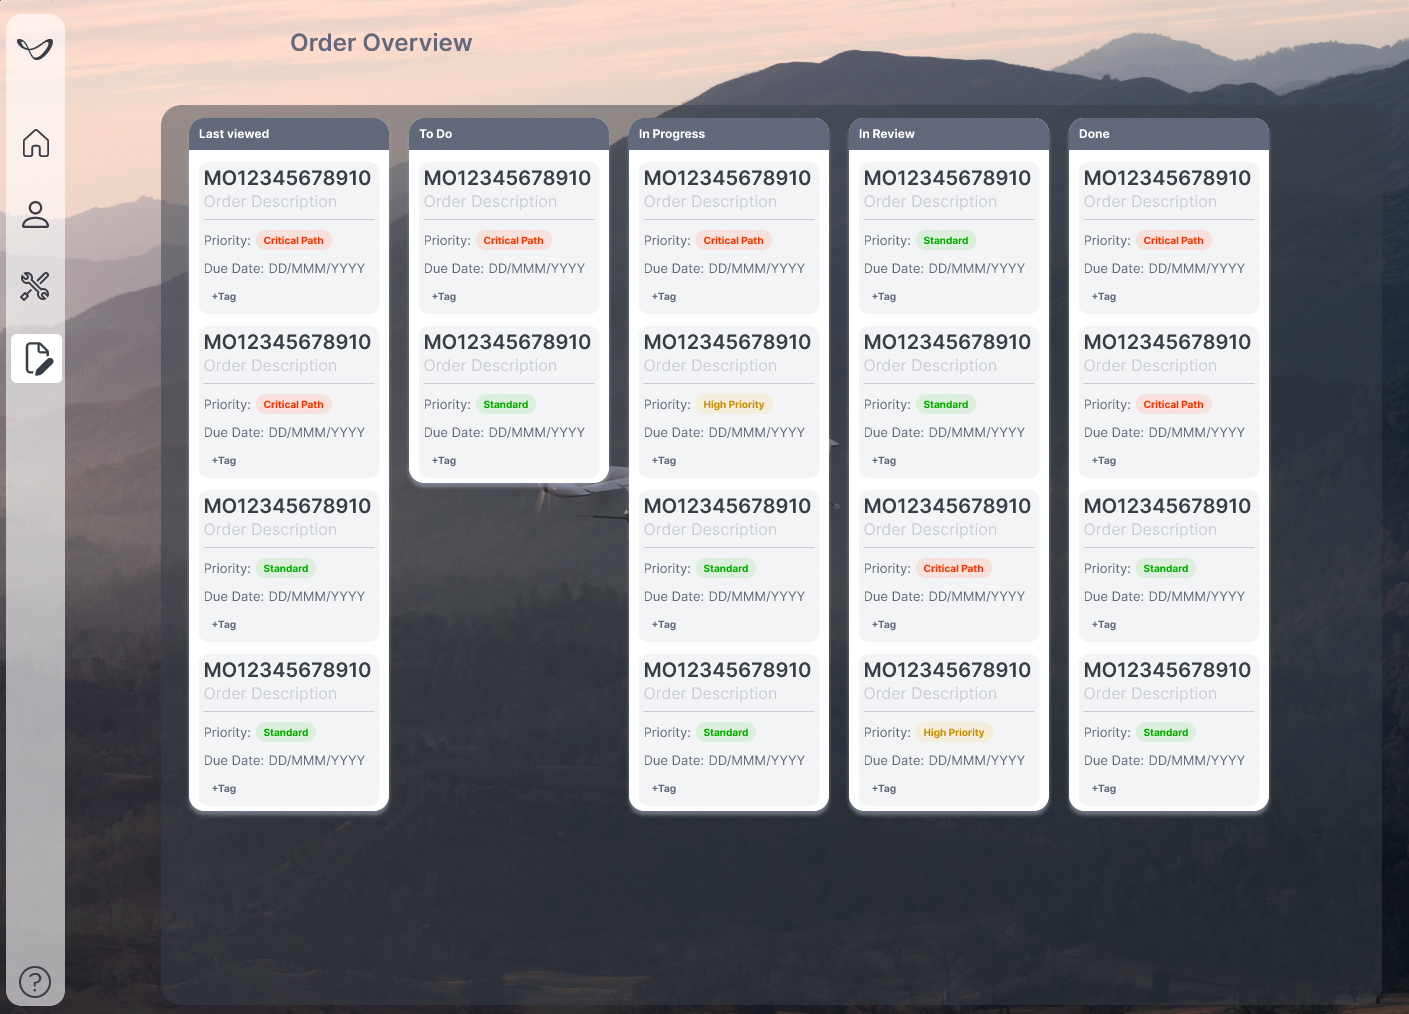 Order Overview
Last viewed
MO12345678910
Order Description
Priority: Critical Path
Due Date: DD/MMM/YYYY
+Tag
MO12345678910
Order Description
Priority: Critical Path
Due Date: DD/MMM/YYYY
+Tag
MO12345678910
Order Description
Priority: Standard
Due Date: DD/MMM/YYYY
+Tag
MO12345678910
Order Description
Priority: Standard
Due Date: DD/MMM/YYYY
+Tag
To Do
MO12345678910
Order Description
Priority: Critical Path
Due Date: DD/MMM/YYYY
+Tag
MO12345678910
Order Description
Priority: Standard
Due Date: DD/MMM/YYYY
+Tag
In Progress
MO12345678910
Order Description
Priority: Critical Path
Due Date: DD/MMM/YYYY
+Tag
MO12345678910
Order Description
Priority: High Priority
Due Date: DD/MMM/YYYY
+Tag
MO12345678910
Order Description
Priority: Standard
Due Date: DD/MMM/YYYY
+Tag
MO12345678910
Order Description
Priority: Standard
Due Date: DD/MMM/YYYY
+Tag
In Review
MO12345678910
Order Description
Priority: Standard
Due Date: DD/MMM/YYYY
+Tag
MO12345678910
Order Description
Priority: Standard
Due Date: DD/MMM/YYYY
+Tag
MO12345678910
Order Description
Priority: Critical Path
Due Date: DD/MMM/YYYY
+Tag
MO12345678910
Order Description
Priority: High Priority
Due Date: DD/MMM/YYYY
+Tag
Done
MO12345678910
Order Description
Priority: Critical Path
Due Date: DD/MMM/YYYY
+Tag
MO12345678910
Order Description
Priority: Critical Path
Due Date: DD/MMM/YYYY
+Tag
MO12345678910
Order Description
Priority: Standard
Due Date: DD/MMM/YYYY
+Tag
MO12345678910
Order Description
Priority: Standard
Due Date: DD/MMM/YYYY
+Tag
?